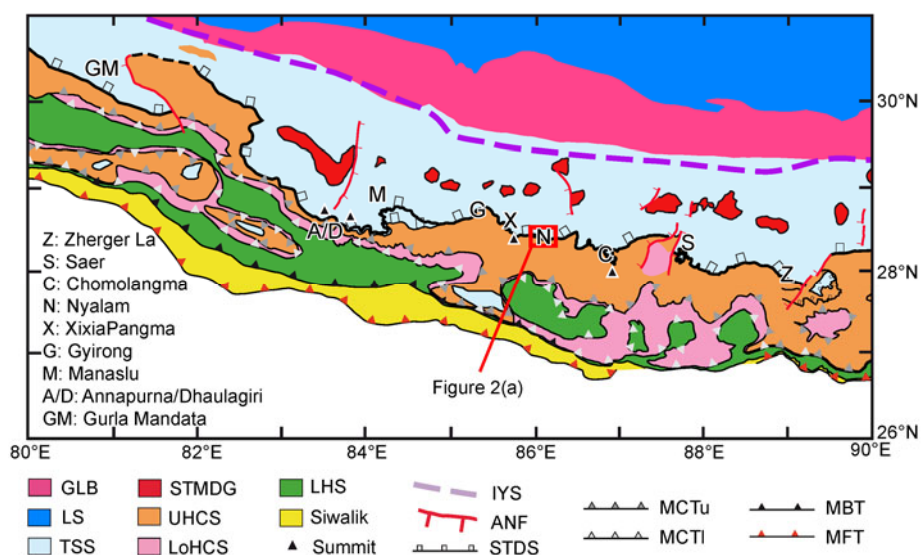 GM
30°N
M
G
X
A/D
N
C
S
Z
28°N
Z: Zherger La
S: Saer
C: Chomolangma
N: Nyalam
X: XixiaPangma
G: Gyirong
M: Manaslu
A/D: Annapurna/Dhaulagiri
GM: Gurla Mandata
Figure 2(a)
26°N
80°E 82°E 84°E 86°E 88°E 90°E
GLB STMDG LHS IYS MCTu MBT
LS UHCS Siwalik ANF MCTl MFT
TSS LoHCS Summit STDS